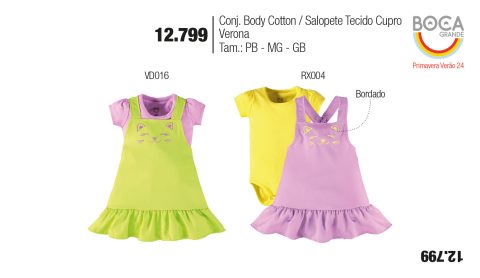 12.799
Conj. Body Cotton / Salopete Tecido Cupro
Verona
Tam.: PB - MG - GB
BOCA
GRANDE
Primavera Verão 24
VD016
RX004
Bordado
12.799